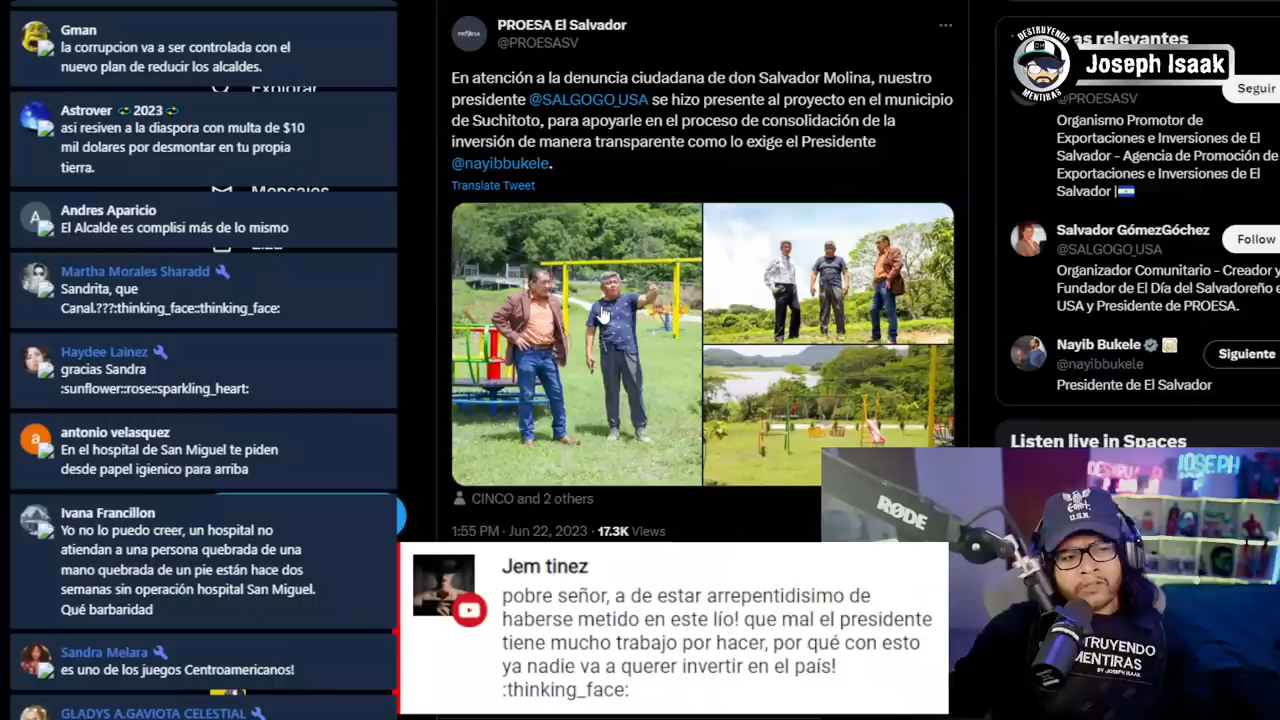 Gman
la corrupcion va a ser controlada con el
nuevo plan de reducir los alcaldes.
Explorar
Astrover 2023
asi resiven a la diaspora con multa de $10
mil dolares por desmontar en tu propia
tierra.
Mensajes
Andres Aparicio
El Alcalde es complisi más de lo mismo
Martha Morales Sharadd
Sandrita, que
Canal.???:thinking_face::thinking_face:
Haydee Lainez
gracias Sandra
:sunflower::rose::sparkling_heart:
antonio velasquez
En el hospital de San Miguel te piden
desde papel igienico para arriba
Ivana Francillon
Yo no lo puedo creer, un hospital no
atiendan a una persona quebrada de una
mano quebrada de un pie están hace dos
semanas sin operación hospital San Miguel.
Qué barbaridad
Sandra Melara
es uno de los juegos Centroamericanos!
GLADYS A.GAVIOTA CELESTIAL
PROESA El Salvador
@PROESASV
En atención a la denuncia ciudadana de don Salvador Molina, nuestro
presidente @SALGOGO_USA se hizo presente al proyecto en el municipio
de Suchitoto, para apoyarle en el proceso de consolidación de la
inversión de manera transparente como lo exige el Presidente
@nayibbukele.
Translate Tweet
CINCO and 2 others
1:55 PM · Jun 22, 2023 · 17.3K Views
Jem tinez
pobre señor, a de estar arrepentidisimo de
haberse metido en este lío! que mal el presidente
tiene mucho trabajo por hacer, por qué con esto
ya nadie va a querer invertir en el país!
:thinking_face:
as relevantes
DESTRUYENDO
DH
MENTIRAS
Joseph Isaak
Seguir
@PROESASV
Organismo Promotor de
Exportaciones e Inversiones de El
Salvador - Agencia de Promoción de
Exportaciones e Inversiones de El
Salvador |
Salvador GómezGóchez
Follow
@SALGOGO_USA
Organizador Comunitario - Creador y
Fundador de El Día del Salvadoreño e
USA y Presidente de PROESA.
Nayib Bukele
Siguiente
@nayibbukele
Presidente de El Salvador
Listen live in Spaces
RØDE
JOSEPH
TRUYENDO
MENTIRAS
BY JOSEPH ISAAK